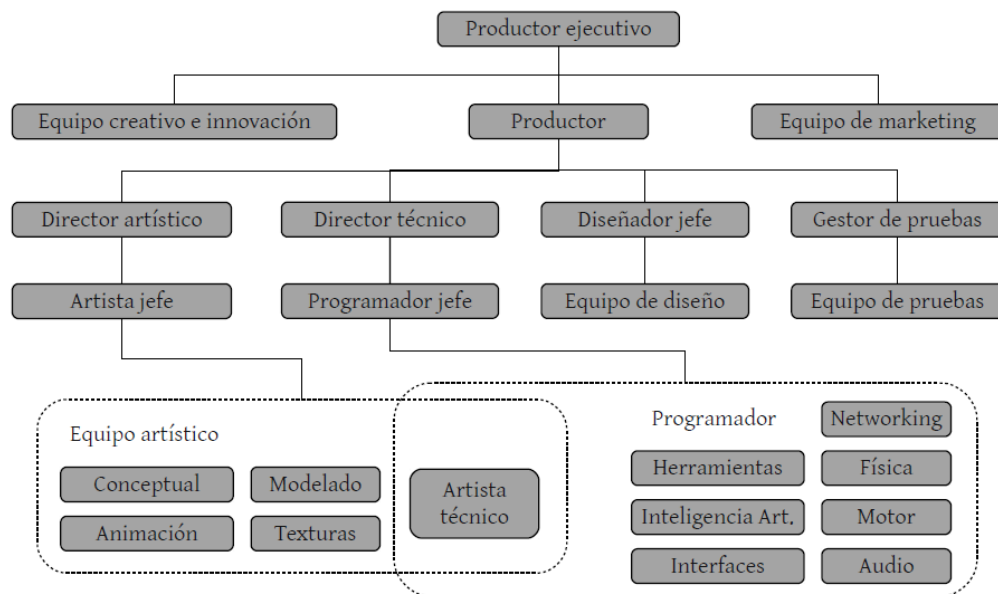 Productor ejecutivo
Equipo creativo e innovación
Productor
Equipo de marketing
Director artístico
Director técnico
Diseñador jefe
Gestor de pruebas
Artista jefe
Programador jefe
Equipo de diseño
Equipo de pruebas
Equipo artístico
Conceptual
Modelado
Animación
Texturas
Artista
técnico
Programador
Networking
Herramientas
Física
Inteligencia Art.
Motor
Interfaces
Audio